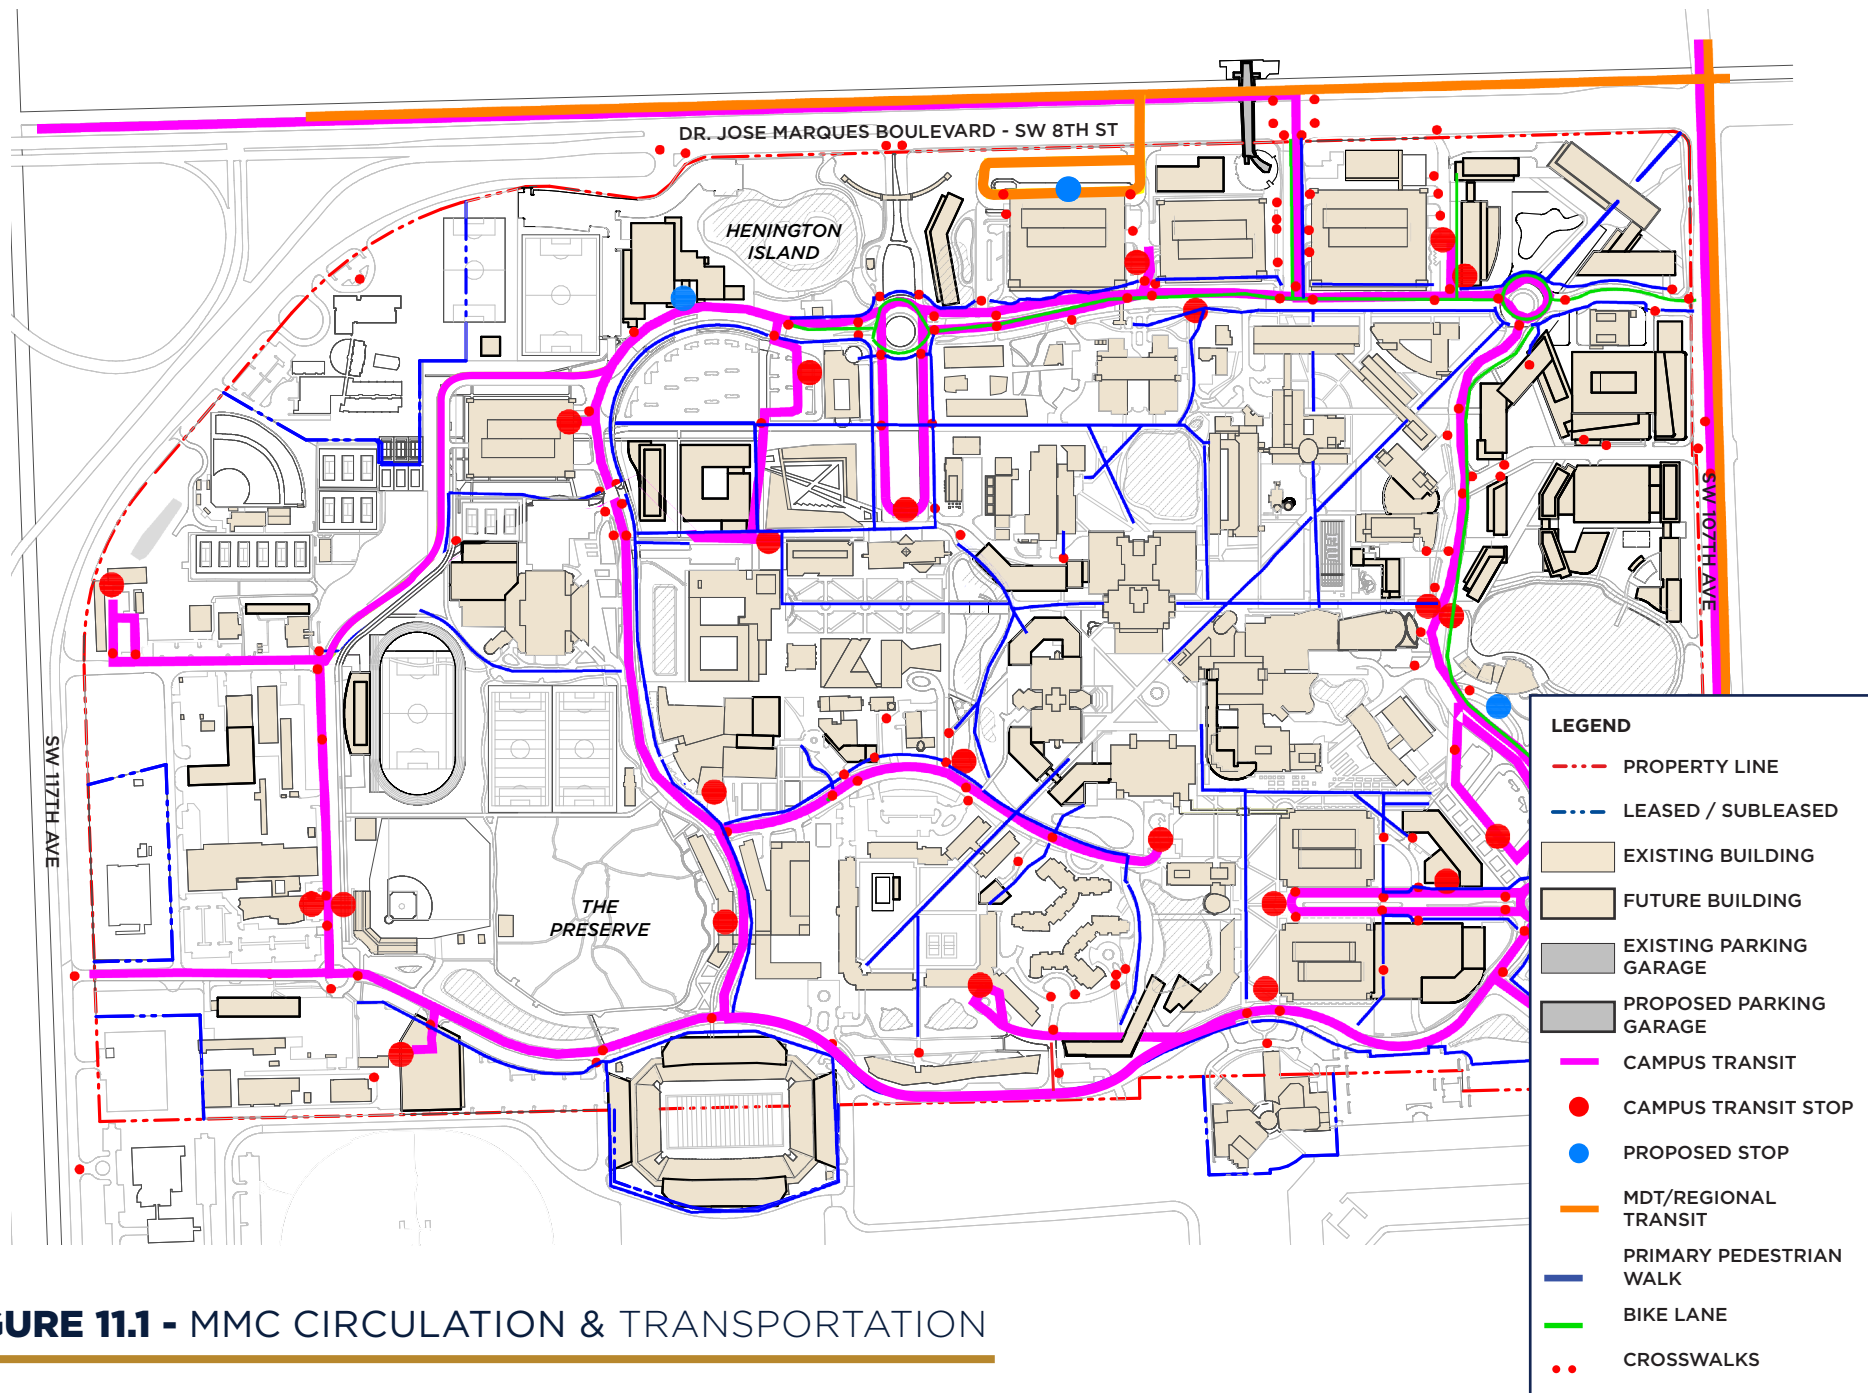 DR. JOSE MARQUES BOULEVARD - SW 8TH ST
HENINGTON
ISLAND
SW 107TH AVE
SW 117TH AVE
THE
PRESERVE
LEGEND
PROPERTY LINE
LEASED / SUBLEASED
EXISTING BUILDING
FUTURE BUILDING
EXISTING PARKING
GARAGE
PROPOSED PARKING
GARAGE
CAMPUS TRANSIT
CAMPUS TRANSIT STOP
PROPOSED STOP
MDT/REGIONAL
TRANSIT
PRIMARY PEDESTRIAN
WALK
BIKE LANE
CROSSWALKS
GURE 11.1 - MMC CIRCULATION & TRANSPORTATION